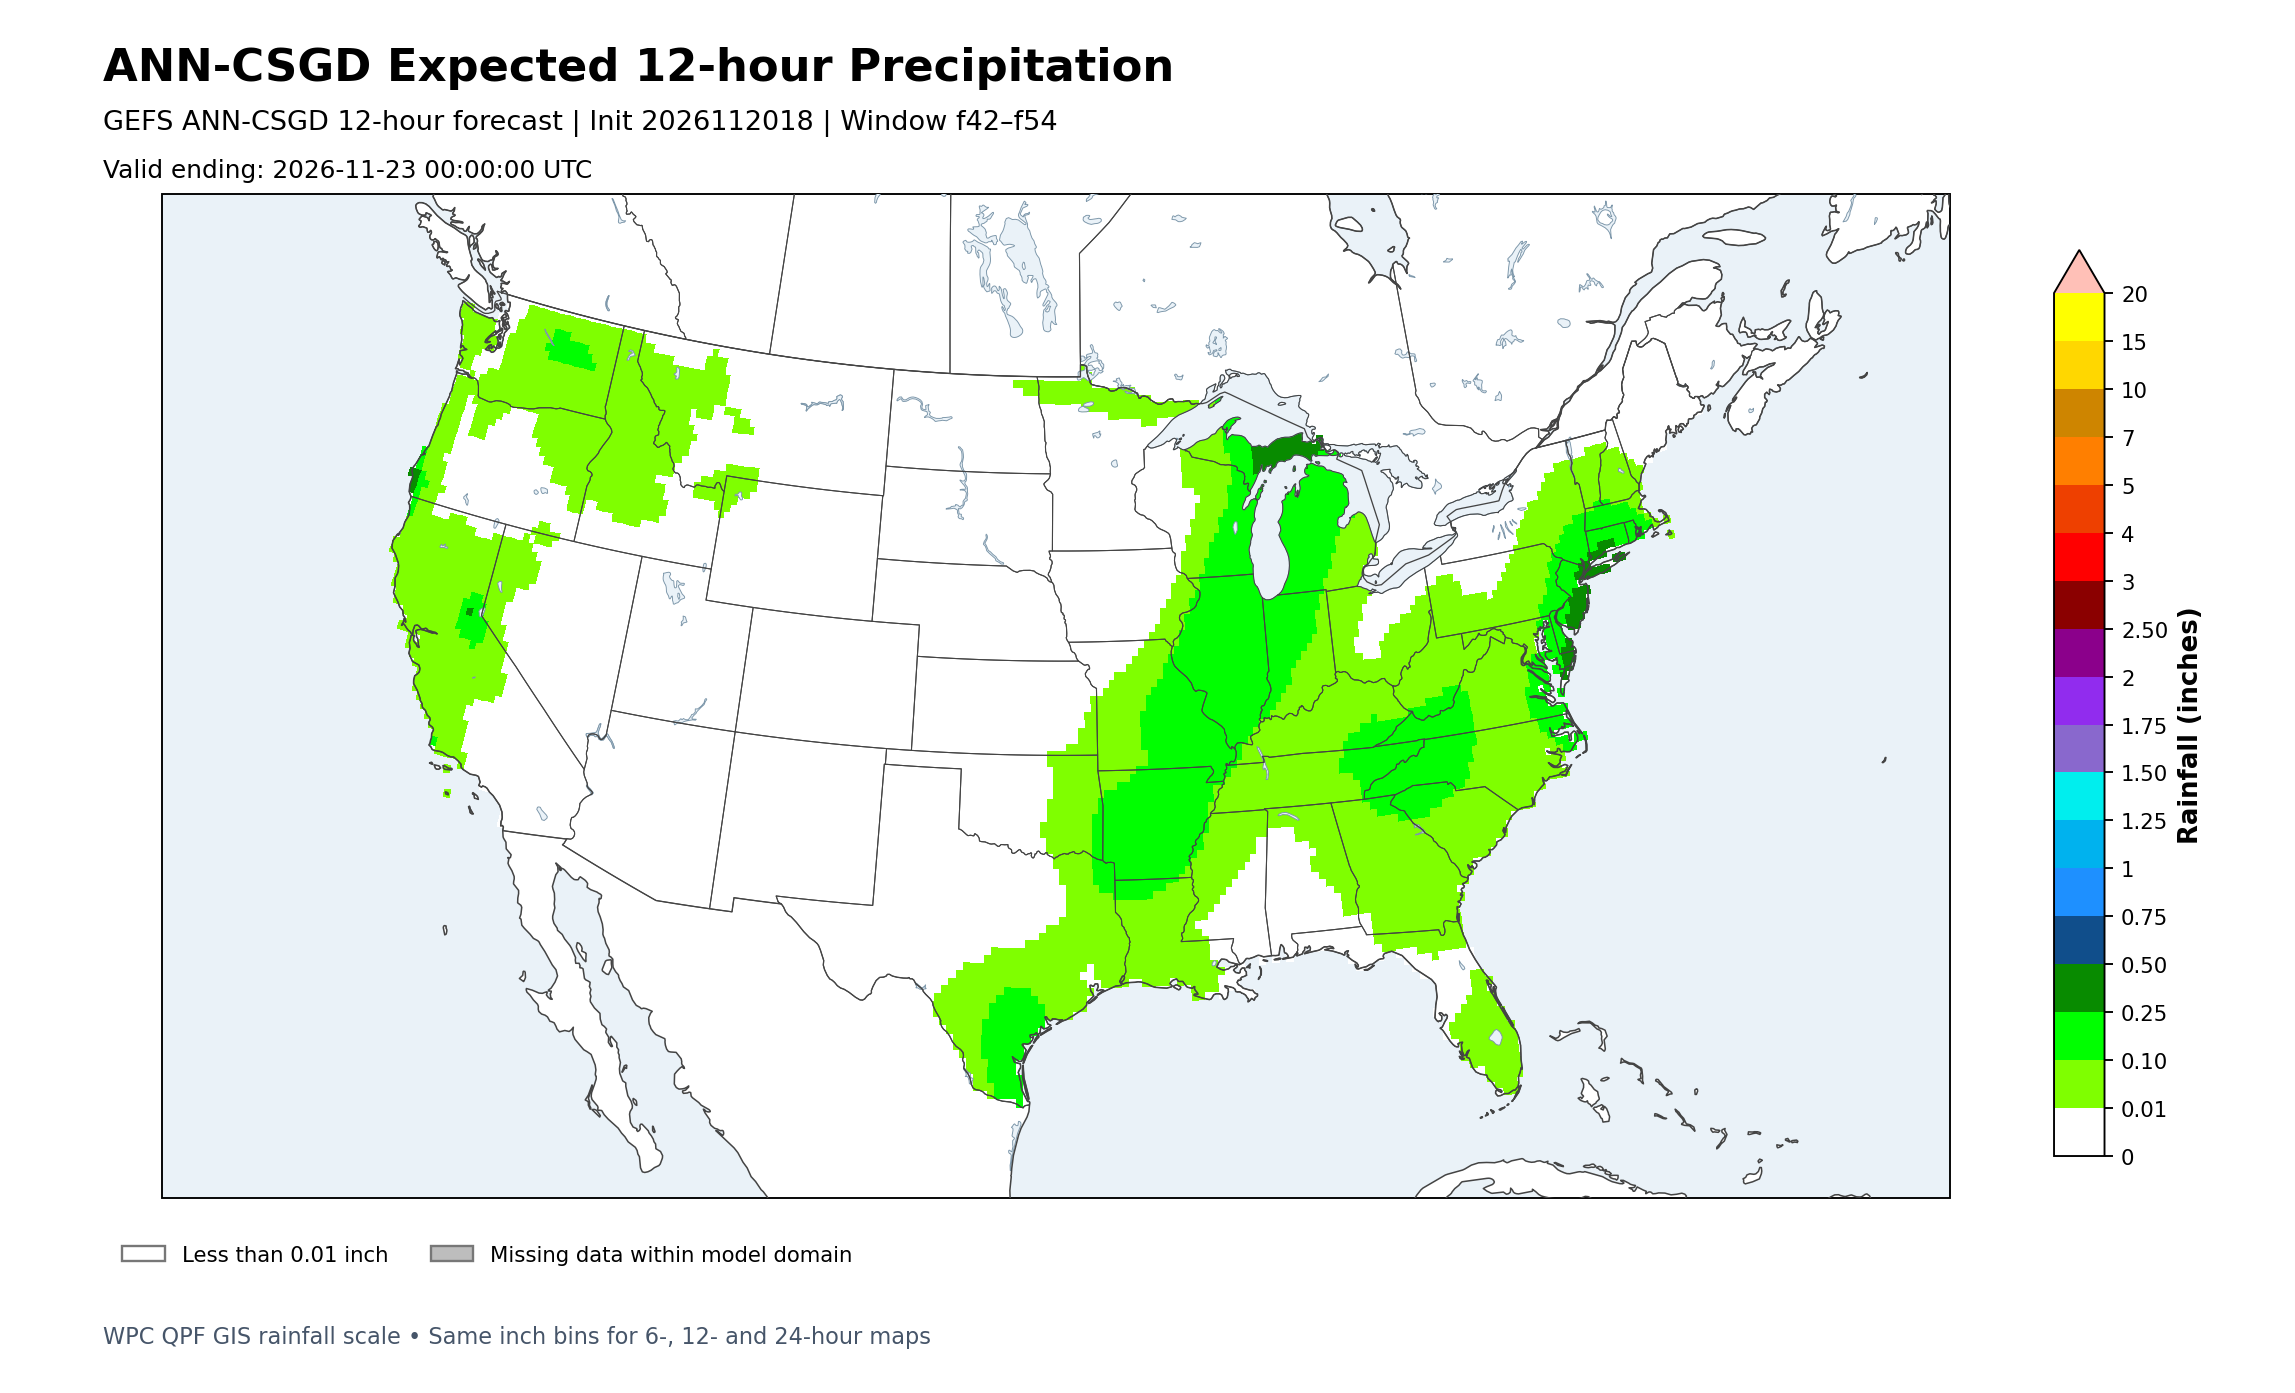 ANN-CSGD Expected 12-hour Precipitation
GEFS ANN-CSGD 12-hour forecast | Init 2026112018 | Window f42–f54
Valid ending: 2026-11-23 00:00:00 UTC
20
15
10
7
5
4
3
2.50
2
1.75
1.50
1.25
1
0.75
0.50
0.25
0.10
0.01
0
Rainfall (inches)
Less than 0.01 inch
Missing data within model domain
WPC QPF GIS rainfall scale • Same inch bins for 6-, 12- and 24-hour maps